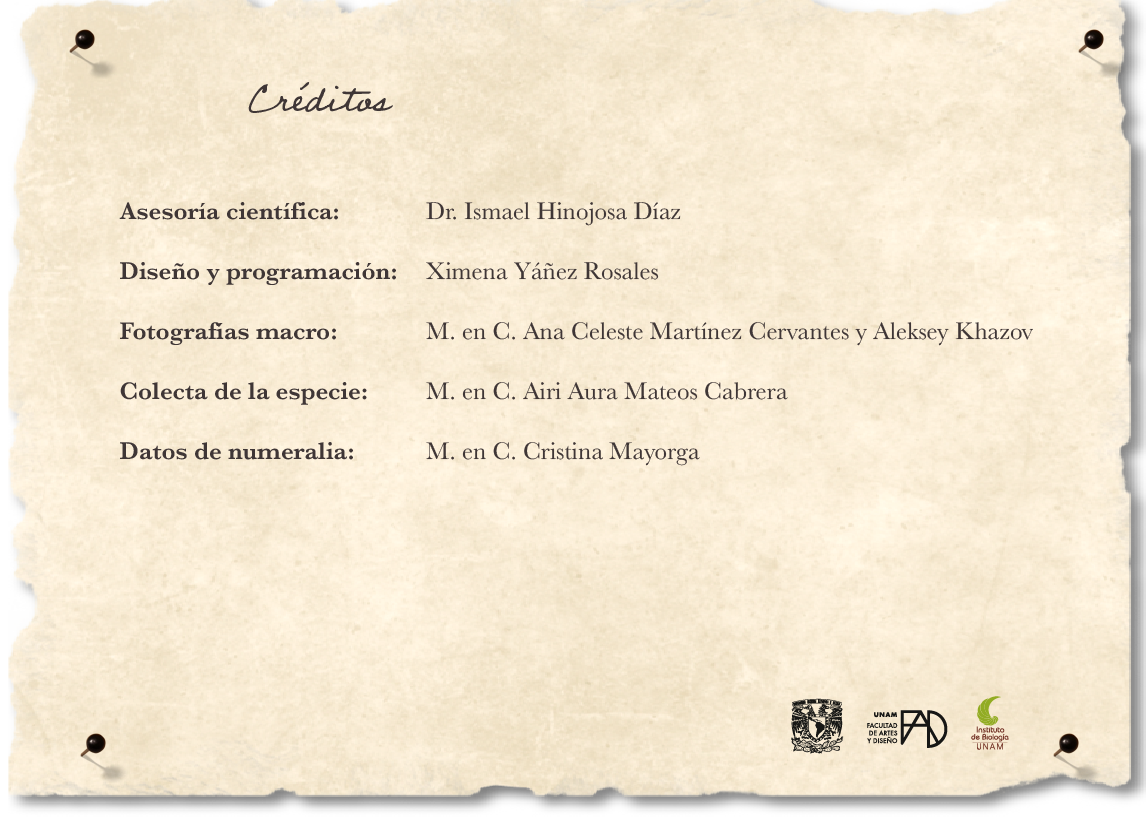 Créditos
Asesoría científica: Dr. Ismael Hinojosa Díaz
Diseño y programación: Ximena Yáñez Rosales
Fotografías macro: M. en C. Ana Celeste Martínez Cervantes y Aleksey Khazov
Colecta de la especie: M. en C. Airi Aura Mateos Cabrera
Datos de numeralia: M. en C. Cristina Mayorga
UNAM
FACULTAD
DE ARTES
Y DISEÑO
FAD
Instituto
de Biología
UNAM